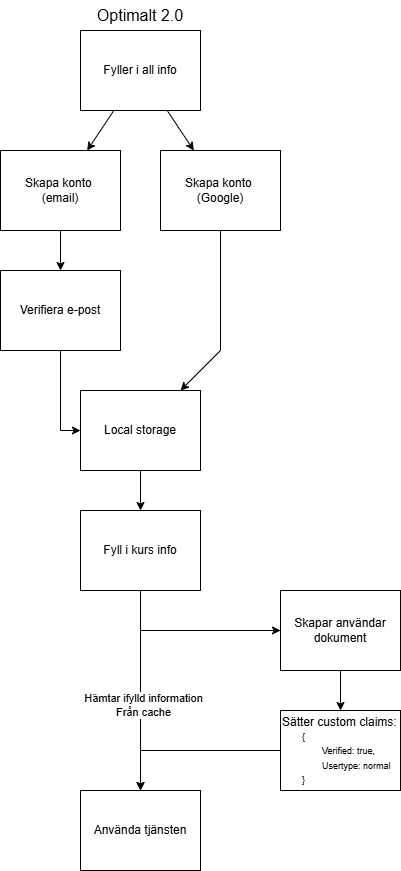 Optimalt 2.0
Fyller i all info
Skapa konto
(email)
Skapa konto
(Google)
Verifiera e-post
Local storage
Fyll i kurs info
Skapar användar
dokument
Hämtar ifylld information
Från cache
Sätter custom claims:
{
Verified: true,
Usertype: normal
}
Använda tjänsten